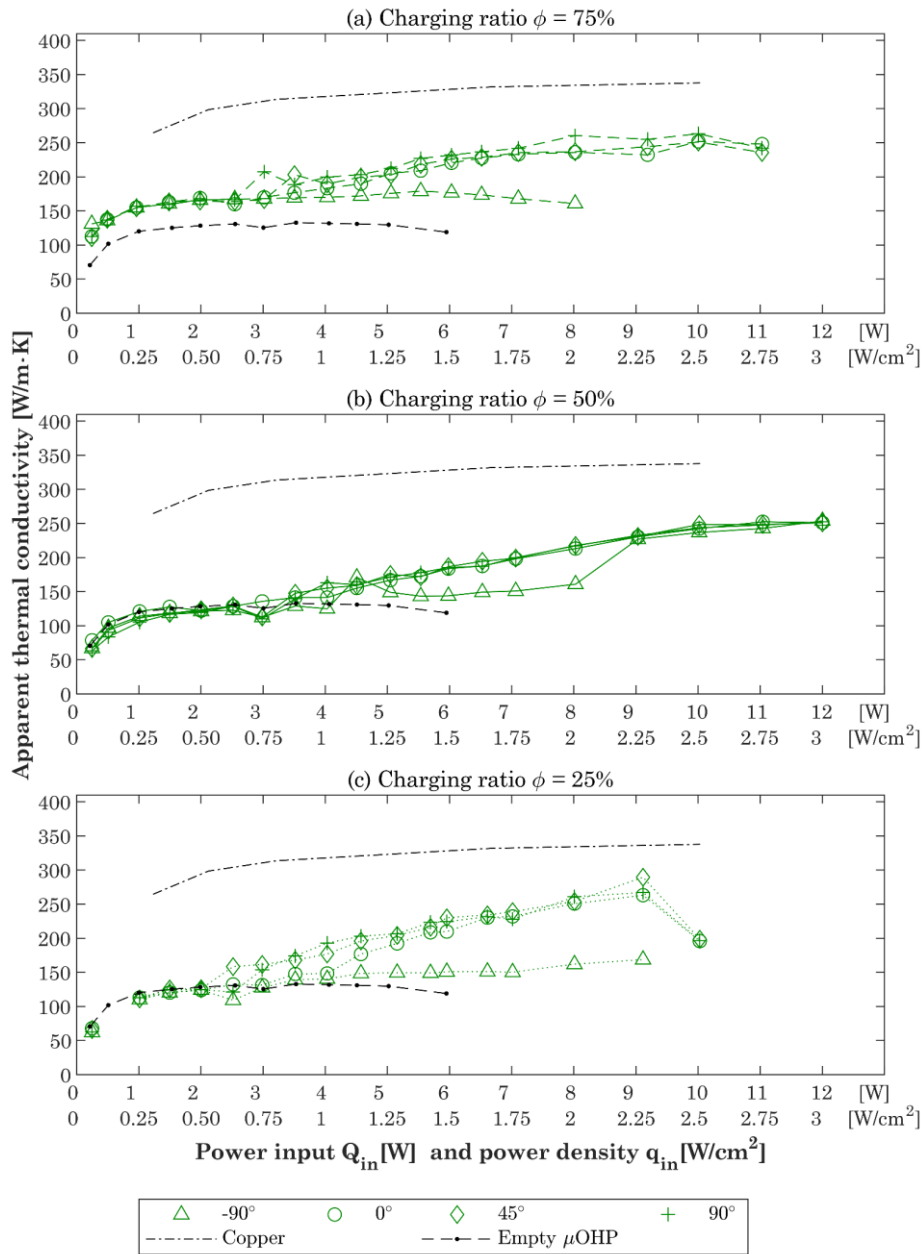 (a) Charging ratio ϕ = 75%
400
350
300
250
200
150
100
50
0
0 1 2 3 4 5 6 7 8 9 10 11 12 [W]
0 0.25 0.50 0.75 1 1.25 1.5 1.75 2 2.25 2.5 2.75 3 [W/cm²]
Apparent thermal conductivity [W/m·K]
(b) Charging ratio ϕ = 50%
400
350
300
250
200
150
100
50
0
0 1 2 3 4 5 6 7 8 9 10 11 12 [W]
0 0.25 0.50 0.75 1 1.25 1.5 1.75 2 2.25 2.5 2.75 3 [W/cm²]
(c) Charging ratio ϕ = 25%
400
350
300
250
200
150
100
50
0
0 1 2 3 4 5 6 7 8 9 10 11 12 [W]
0 0.25 0.50 0.75 1 1.25 1.5 1.75 2 2.25 2.5 2.75 3 [W/cm²]
Power input Q_in[W] and power density q_in[W/cm²]
-90° 0° 45° 90°
Copper Empty μOHP